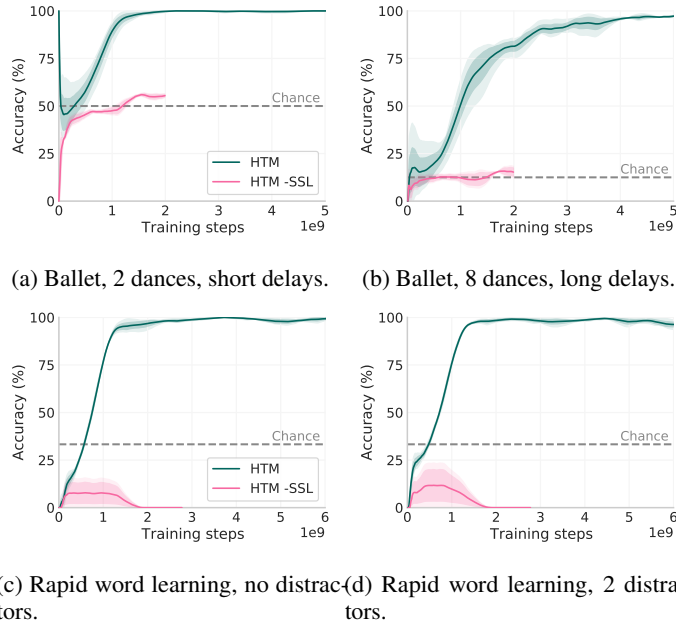 100
75
50
25
0
Accuracy (%)
Chance
HTM
HTM -SSL
0 1 2 3 4 5
Training steps 1e9
(a) Ballet, 2 dances, short delays.
100
75
50
25
0
Accuracy (%)
Chance
0 1 2 3 4 5
Training steps 1e9
(b) Ballet, 8 dances, long delays.
100
75
50
25
0
Accuracy (%)
Chance
HTM
HTM -SSL
0 1 2 3 4 5 6
Training steps 1e9
(c) Rapid word learning, no distrac-
tors.
100
75
50
25
0
Accuracy (%)
Chance
0 1 2 3 4 5 6
Training steps 1e9
(d) Rapid word learning, 2 distra
tors.